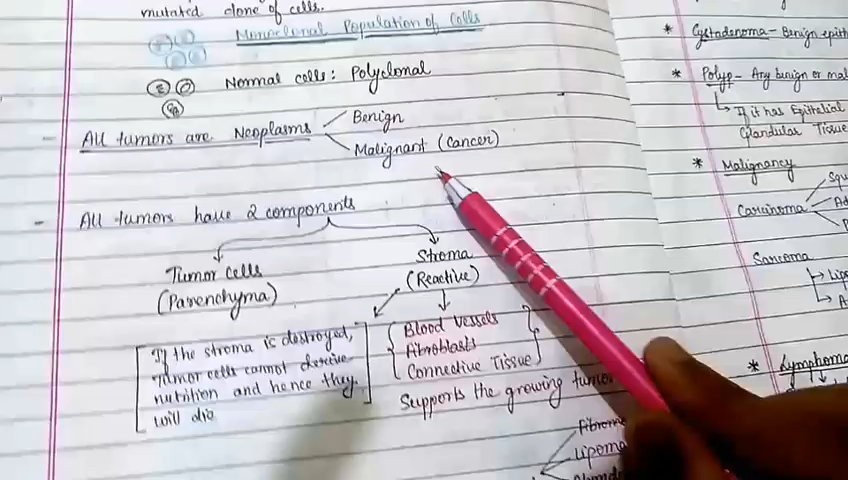 mutated clone of cells.
Monoclonal Population of Cells
Normal cells: Polyclonal
All tumors are Neoplasms
Benign
Malignant (Cancer)
All tumors have 2 components
Tumor cells
(Parenchyma)
Stroma
(Reactive)
If the stroma is destroyed,
tumor cells cannot
nutrition and hence they
will die
Blood Vessels
Fibroblasts
Connective Tissue
Supports the growing tumor
Fibroma
Lipoma
* Cystadenoma - Benign
* Polyp - Any benign or
If it has Epithelial
Glandular Tissue
* Malignancy
Carcinoma
Sarcoma
* Lymphoma